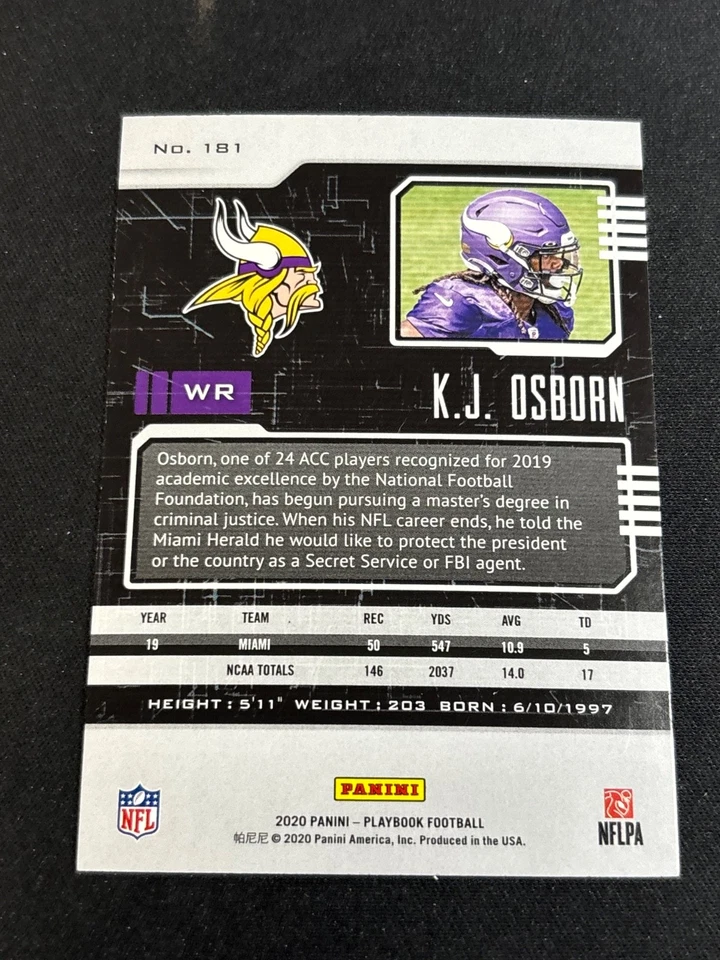 No. 181
WR
K.J. OSBORN
Osborn, one of 24 ACC players recognized for 2019
academic excellence by the National Football
Foundation, has begun pursuing a master's degree in
criminal justice. When his NFL career ends, he told the
Miami Herald he would like to protect the president
or the country as a Secret Service or FBI agent.
YEAR TEAM REC YDS AVG TD
19 MIAMI 50 547 10.9 5
NCAA TOTALS 146 2037 14.0 17
HEIGHT: 5'11" WEIGHT: 203 BORN: 6/10/1997
PANINI
NFL
NFLPA
2020 PANINI – PLAYBOOK FOOTBALL
帕尼尼 © 2020 Panini America, Inc. Produced in the USA.